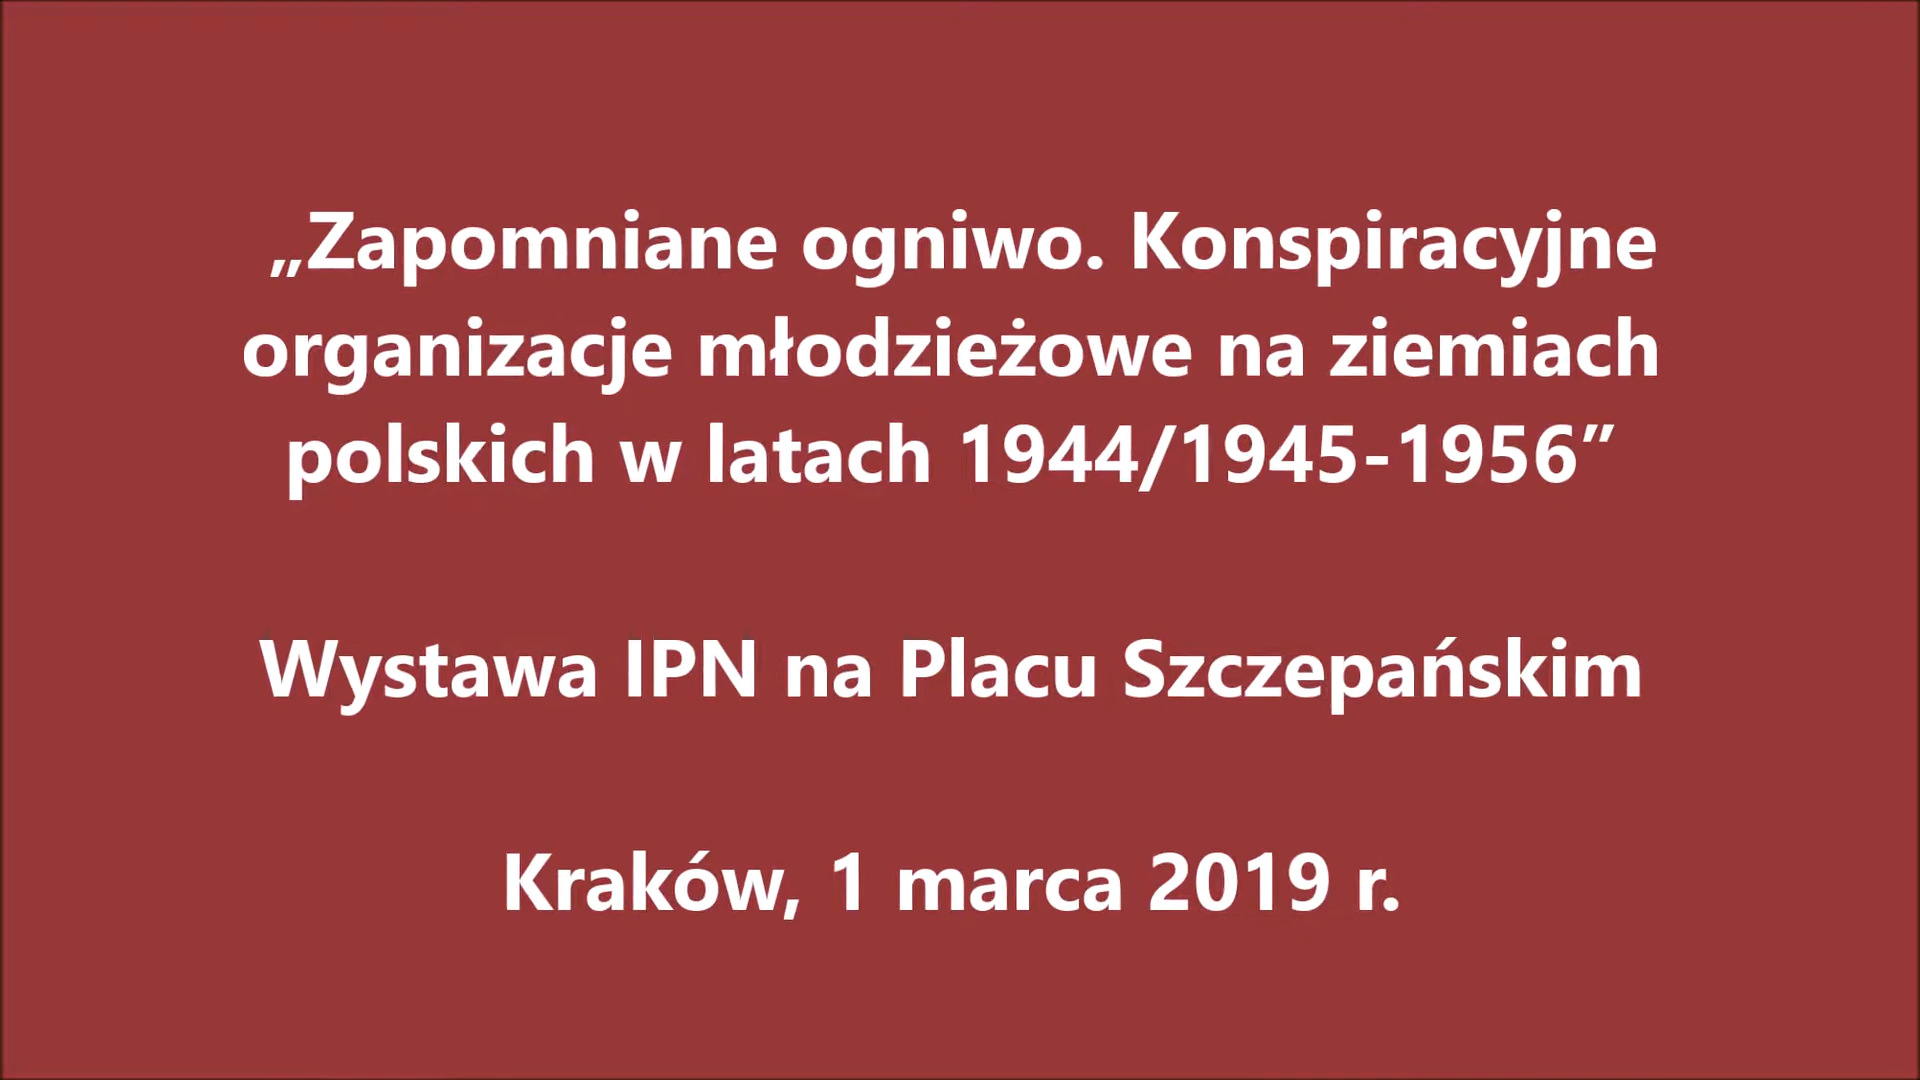 „Zapomniane ogniwo. Konspiracyjne
organizacje młodzieżowe na ziemiach
polskich w latach 1944/1945-1956”
Wystawa IPN na Placu Szczepańskim
Kraków, 1 marca 2019 r.